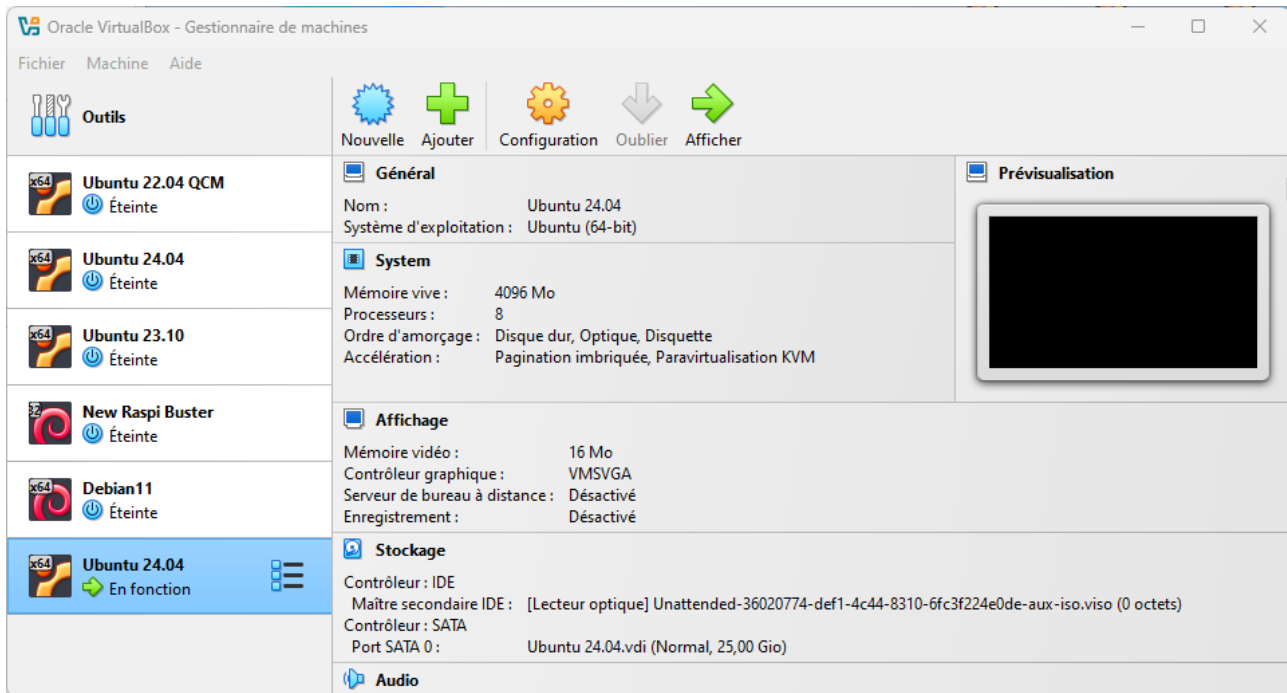 Oracle VirtualBox - Gestionnaire de machines
Fichier Machine Aide
Outils
Nouvelle Ajouter Configuration Oublier Afficher
x64 Ubuntu 22.04 QCM
Éteinte
x64 Ubuntu 24.04
Éteinte
x64 Ubuntu 23.10
Éteinte
32 New Raspi Buster
Éteinte
x64 Debian11
Éteinte
x64 Ubuntu 24.04
En fonction
Général
Nom : Ubuntu 24.04
Système d'exploitation : Ubuntu (64-bit)
System
Mémoire vive : 4096 Mo
Processeurs : 8
Ordre d'amorçage : Disque dur, Optique, Disquette
Accélération : Pagination imbriquée, Paravirtualisation KVM
Prévisualisation
Affichage
Mémoire vidéo : 16 Mo
Contrôleur graphique : VMSVGA
Serveur de bureau à distance : Désactivé
Enregistrement : Désactivé
Stockage
Contrôleur : IDE
Maître secondaire IDE : [Lecteur optique] Unattended-36020774-def1-4c44-8310-6fc3f224e0de-aux-iso.viso (0 octets)
Contrôleur : SATA
Port SATA 0 : Ubuntu 24.04.vdi (Normal, 25,00 Gio)
Audio